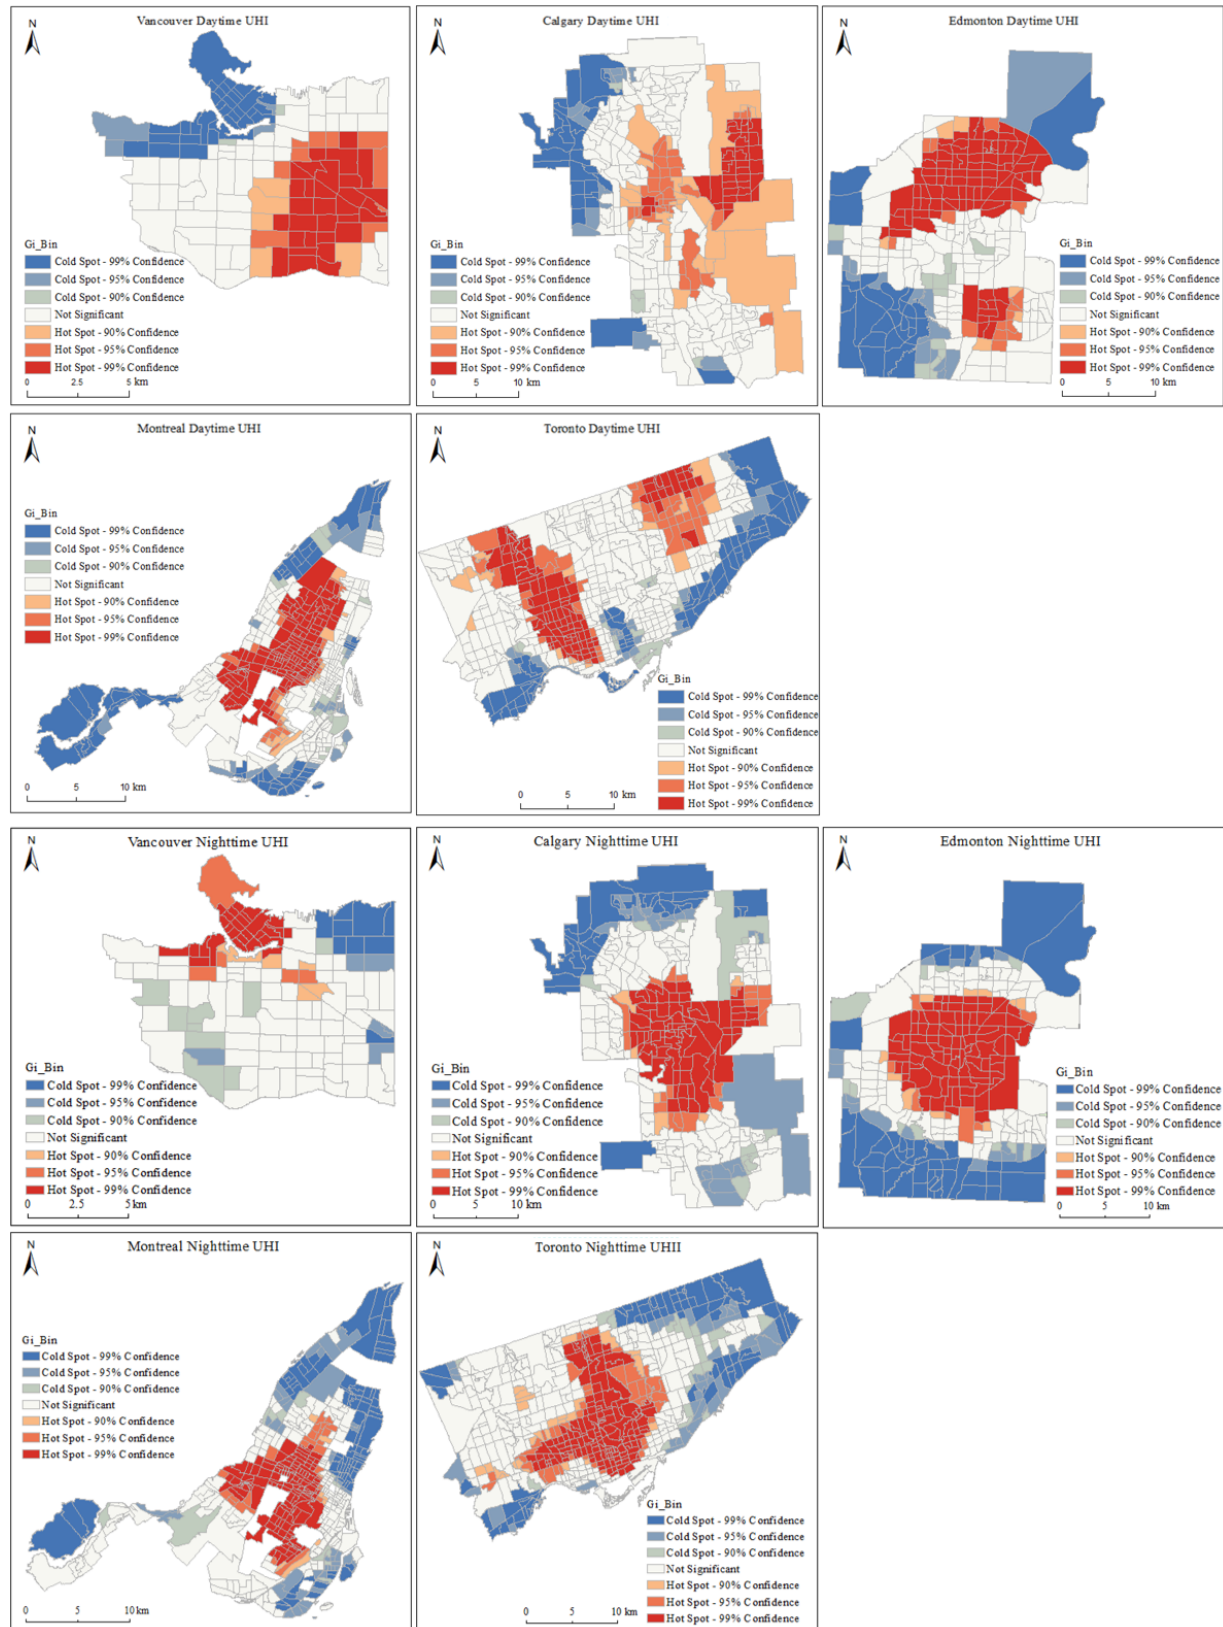 Vancouver Daytime UHI
N
Gi_Bin
Cold Spot - 99% Confidence
Cold Spot - 95% Confidence
Cold Spot - 90% Confidence
Not Significant
Hot Spot - 90% Confidence
Hot Spot - 95% Confidence
Hot Spot - 99% Confidence
0 2.5 5 km
Calgary Daytime UHI
N
Gi_Bin
Cold Spot - 99% Confidence
Cold Spot - 95% Confidence
Cold Spot - 90% Confidence
Not Significant
Hot Spot - 90% Confidence
Hot Spot - 95% Confidence
Hot Spot - 99% Confidence
0 5 10 km
Edmonton Daytime UHI
N
Gi_Bin
Cold Spot - 99% Confidence
Cold Spot - 95% Confidence
Cold Spot - 90% Confidence
Not Significant
Hot Spot - 90% Confidence
Hot Spot - 95% Confidence
Hot Spot - 99% Confidence
0 5 10 km
Montreal Daytime UHI
N
Gi_Bin
Cold Spot - 99% Confidence
Cold Spot - 95% Confidence
Cold Spot - 90% Confidence
Not Significant
Hot Spot - 90% Confidence
Hot Spot - 95% Confidence
Hot Spot - 99% Confidence
0 5 10 km
Toronto Daytime UHI
N
Gi_Bin
Cold Spot - 99% Confidence
Cold Spot - 95% Confidence
Cold Spot - 90% Confidence
Not Significant
Hot Spot - 90% Confidence
Hot Spot - 95% Confidence
Hot Spot - 99% Confidence
0 5 10 km
Vancouver Nighttime UHI
N
Gi_Bin
Cold Spot - 99% Confidence
Cold Spot - 95% Confidence
Cold Spot - 90% Confidence
Not Significant
Hot Spot - 90% Confidence
Hot Spot - 95% Confidence
Hot Spot - 99% Confidence
0 2.5 5 km
Calgary Nighttime UHI
N
Gi_Bin
Cold Spot - 99% Confidence
Cold Spot - 95% Confidence
Cold Spot - 90% Confidence
Not Significant
Hot Spot - 90% Confidence
Hot Spot - 95% Confidence
Hot Spot - 99% Confidence
0 5 10 km
Edmonton Nighttime UHI
N
Gi_Bin
Cold Spot - 99% Confidence
Cold Spot - 95% Confidence
Cold Spot - 90% Confidence
Not Significant
Hot Spot - 90% Confidence
Hot Spot - 95% Confidence
Hot Spot - 99% Confidence
0 5 10 km
Montreal Nighttime UHI
N
Gi_Bin
Cold Spot - 99% Confidence
Cold Spot - 95% Confidence
Cold Spot - 90% Confidence
Not Significant
Hot Spot - 90% Confidence
Hot Spot - 95% Confidence
Hot Spot - 99% Confidence
0 5 10 km
Toronto Nighttime UHII
N
Gi_Bin
Cold Spot - 99% Confidence
Cold Spot - 95% Confidence
Cold Spot - 90% Confidence
Not Significant
Hot Spot - 90% Confidence
Hot Spot - 95% Confidence
Hot Spot - 99% Confidence
0 5 10 km